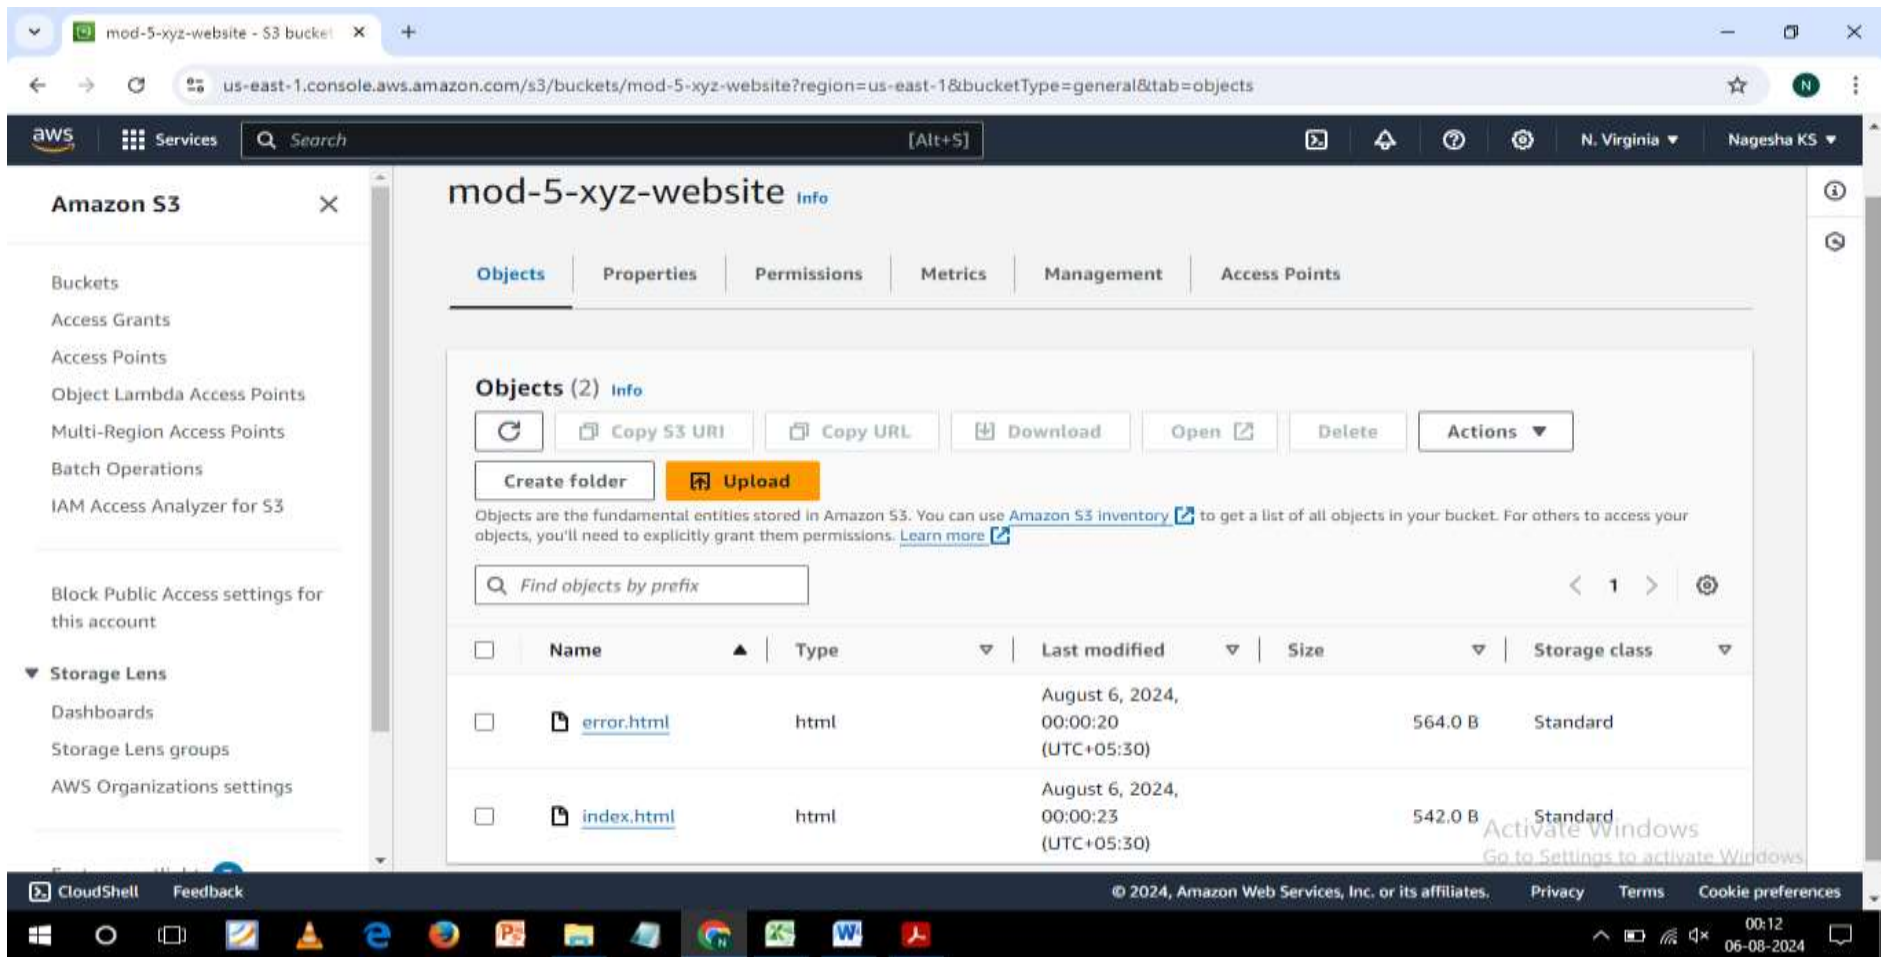 mod-5-xyz-website - S3 bucket
us-east-1.console.aws.amazon.com/s3/buckets/mod-5-xyz-website?region=us-east-1&bucketType=general&tab=objects
N
aws
Services
Search
[Alt+S]
N. Virginia
Nagesha KS
Amazon S3
Buckets
Access Grants
Access Points
Object Lambda Access Points
Multi-Region Access Points
Batch Operations
IAM Access Analyzer for S3
Block Public Access settings for
this account
Storage Lens
Dashboards
Storage Lens groups
AWS Organizations settings
mod-5-xyz-website Info
Objects
Properties
Permissions
Metrics
Management
Access Points
Objects (2) Info
Copy S3 URI
Copy URL
Download
Open
Delete
Actions
Create folder
Upload
Objects are the fundamental entities stored in Amazon S3. You can use Amazon S3 inventory to get a list of all objects in your bucket. For others to access your
objects, you'll need to explicitly grant them permissions. Learn more
Find objects by prefix
1
Name
Type
Last modified
Size
Storage class
error.html
html
August 6, 2024,
00:00:20
(UTC+05:30)
564.0 B
Standard
index.html
html
August 6, 2024,
00:00:23
(UTC+05:30)
542.0 B
Standard
Activate Windows
Go to Settings to activate Windows.
CloudShell
Feedback
© 2024, Amazon Web Services, Inc. or its affiliates.
Privacy
Terms
Cookie preferences
00:12
06-08-2024